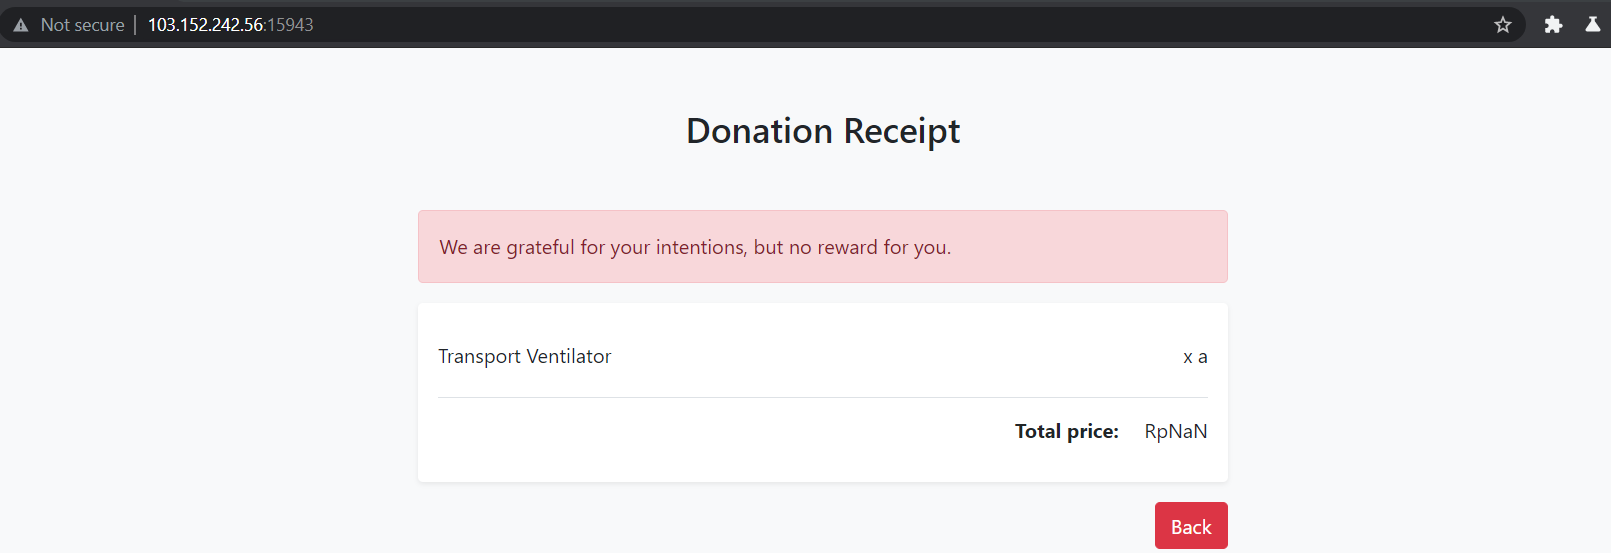 Not secure | 103.152.242.56:15943
Donation Receipt
We are grateful for your intentions, but no reward for you.
Transport Ventilator x a
Total price: RpNaN
Back